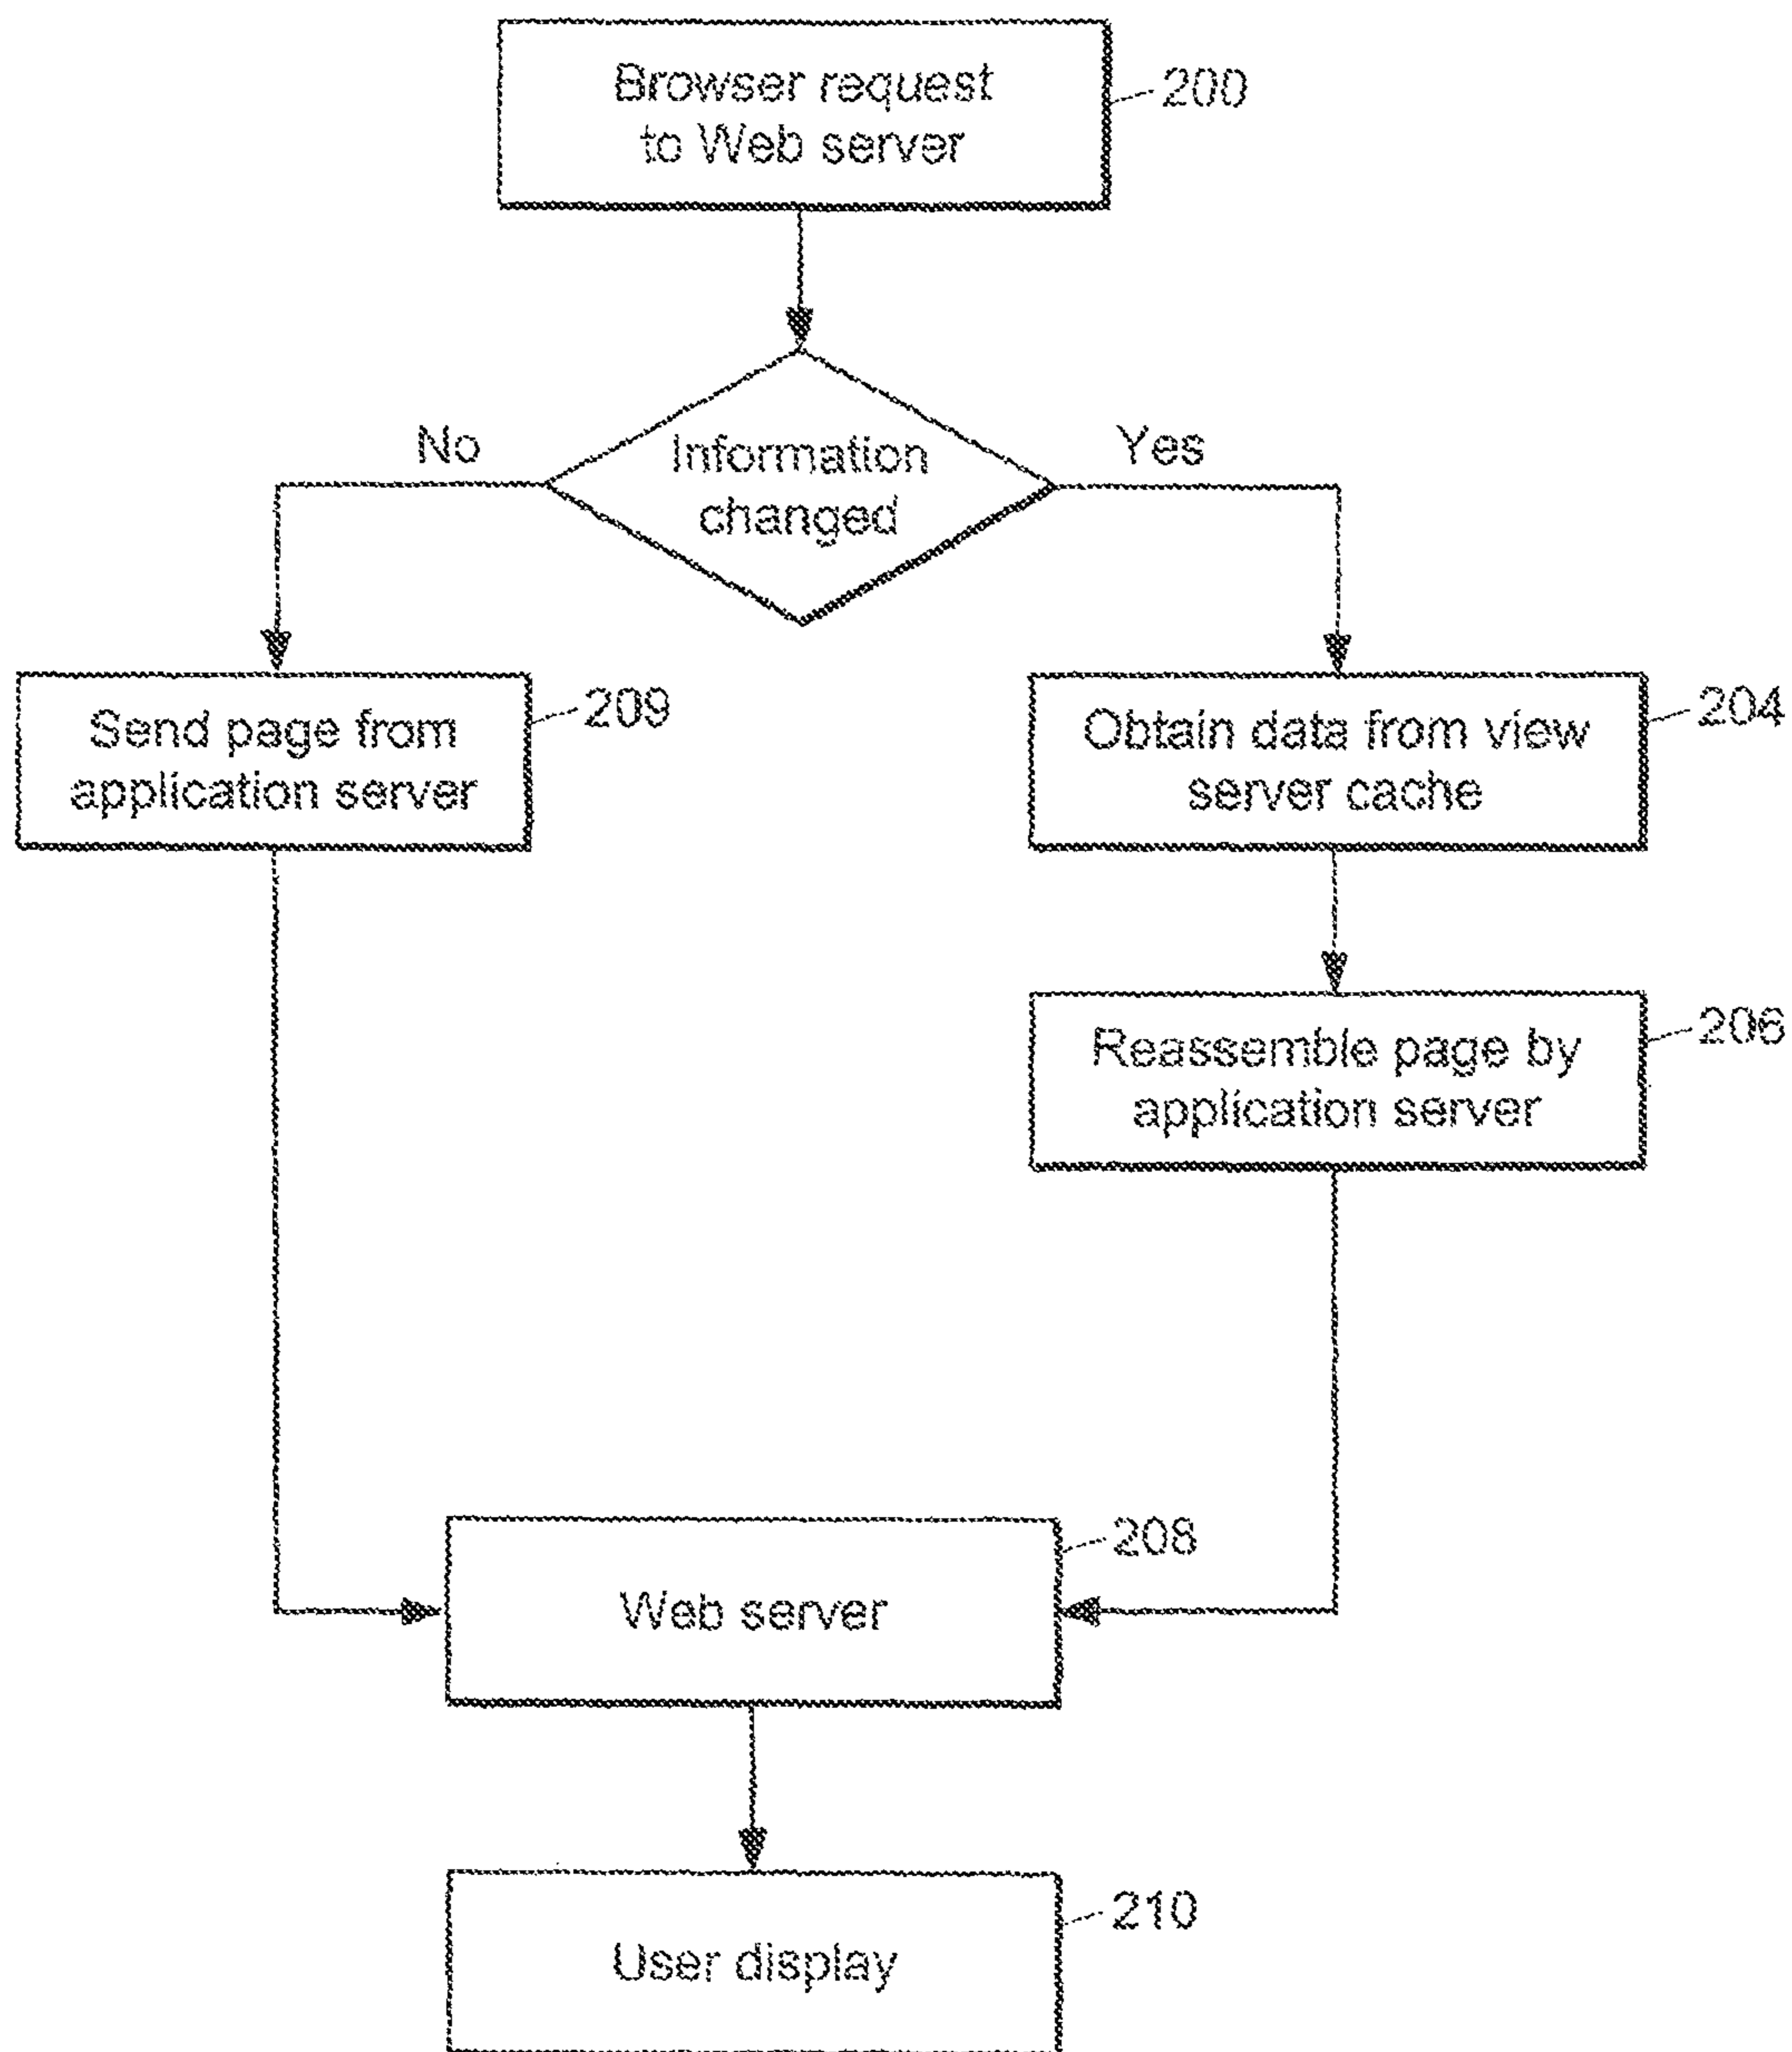 Browser request
to Web server
200
Information
changed
No
Yes
Send page from
application server
209
Obtain data from view
server cache
204
Reassemble page by
application server
206
Web server
208
User display
210